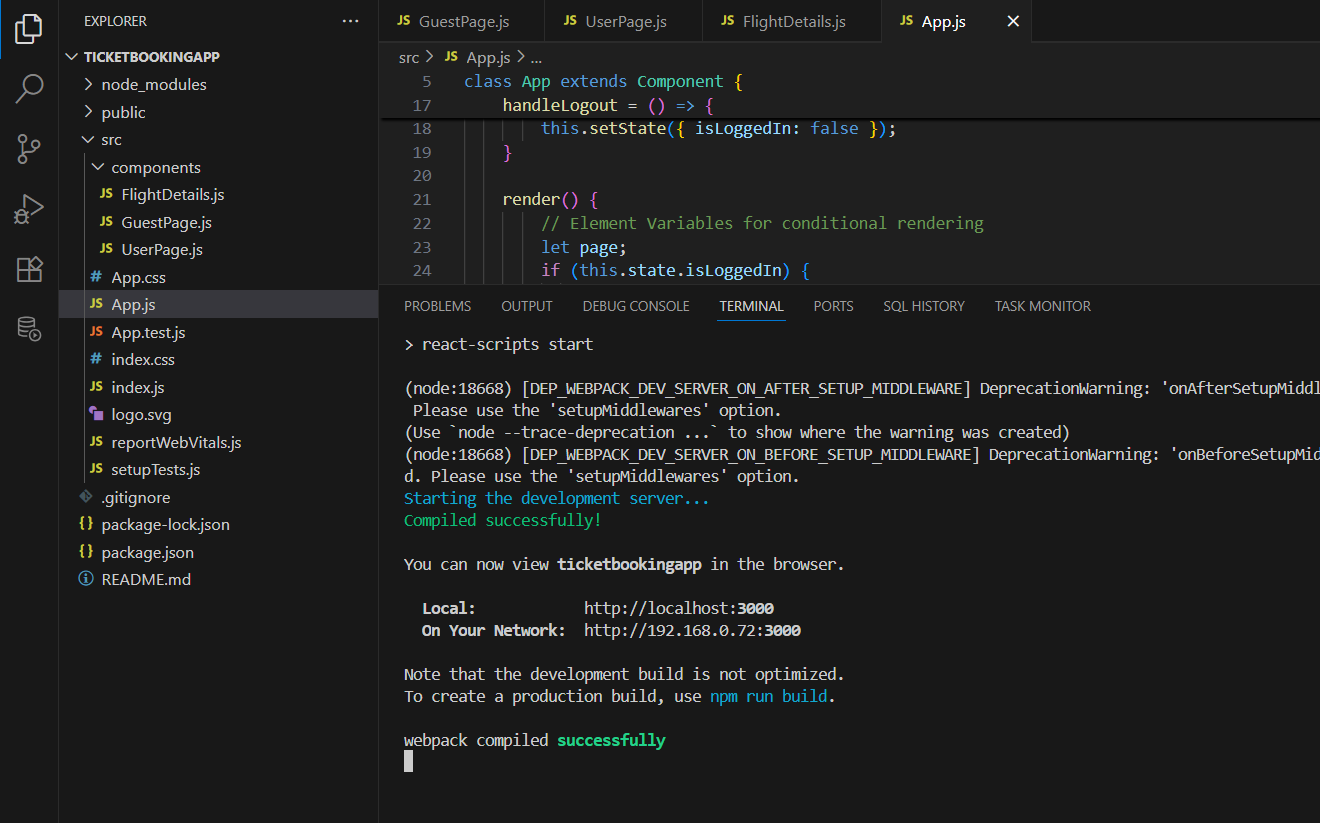 EXPLORER
...
TICKETBOOKINGAPP
node_modules
public
src
components
JS FlightDetails.js
JS GuestPage.js
JS UserPage.js
# App.css
JS App.js
JS App.test.js
# index.css
JS index.js
logo.svg
JS reportWebVitals.js
JS setupTests.js
.gitignore
{} package-lock.json
{} package.json
README.md
JS GuestPage.js JS UserPage.js JS FlightDetails.js JS App.js ×
src > JS App.js > ...
5 class App extends Component {
17 handleLogout = () => {
18 this.setState({ isLoggedIn: false });
19 }
20
21 render() {
22 // Element Variables for conditional rendering
23 let page;
24 if (this.state.isLoggedIn) {
PROBLEMS OUTPUT DEBUG CONSOLE TERMINAL PORTS SQL HISTORY TASK MONITOR
> react-scripts start
(node:18668) [DEP_WEBPACK_DEV_SERVER_ON_AFTER_SETUP_MIDDLEWARE] DeprecationWarning: 'onAfterSetupMiddl
Please use the 'setupMiddlewares' option.
(Use `node --trace-deprecation ...` to show where the warning was created)
(node:18668) [DEP_WEBPACK_DEV_SERVER_ON_BEFORE_SETUP_MIDDLEWARE] DeprecationWarning: 'onBeforeSetupMid
d. Please use the 'setupMiddlewares' option.
Starting the development server...
Compiled successfully!
You can now view ticketbookingapp in the browser.
Local: http://localhost:3000
On Your Network: http://192.168.0.72:3000
Note that the development build is not optimized.
To create a production build, use npm run build.
webpack compiled successfully